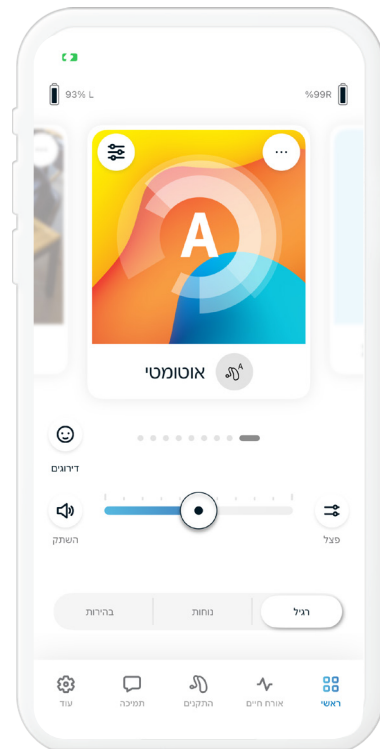 93% L
%99R
A
אוטומטי
A
דירוגים
השתק
פצל
רגיל
נוחות
בהירות
ראשי
אורח חיים
התקנים
תמיכה
עוד